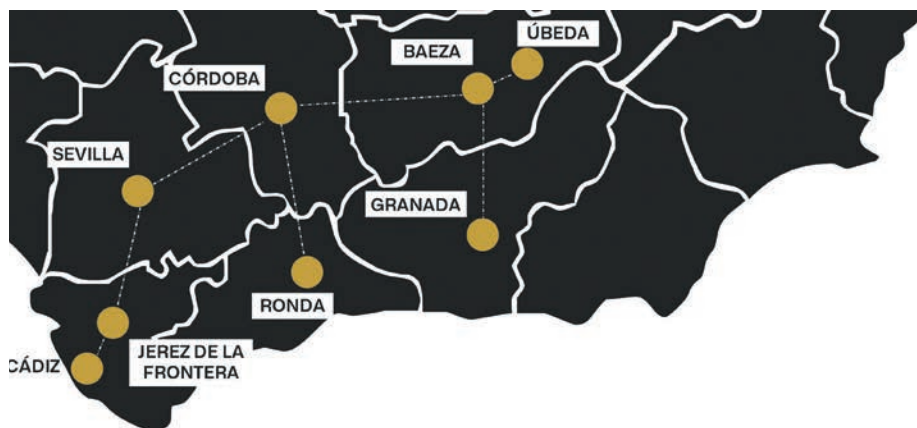 ÚBEDA
BAEZA
CÓRDOBA
SEVILLA
GRANADA
RONDA
JEREZ DE LA
FRONTERA
CÁDIZ